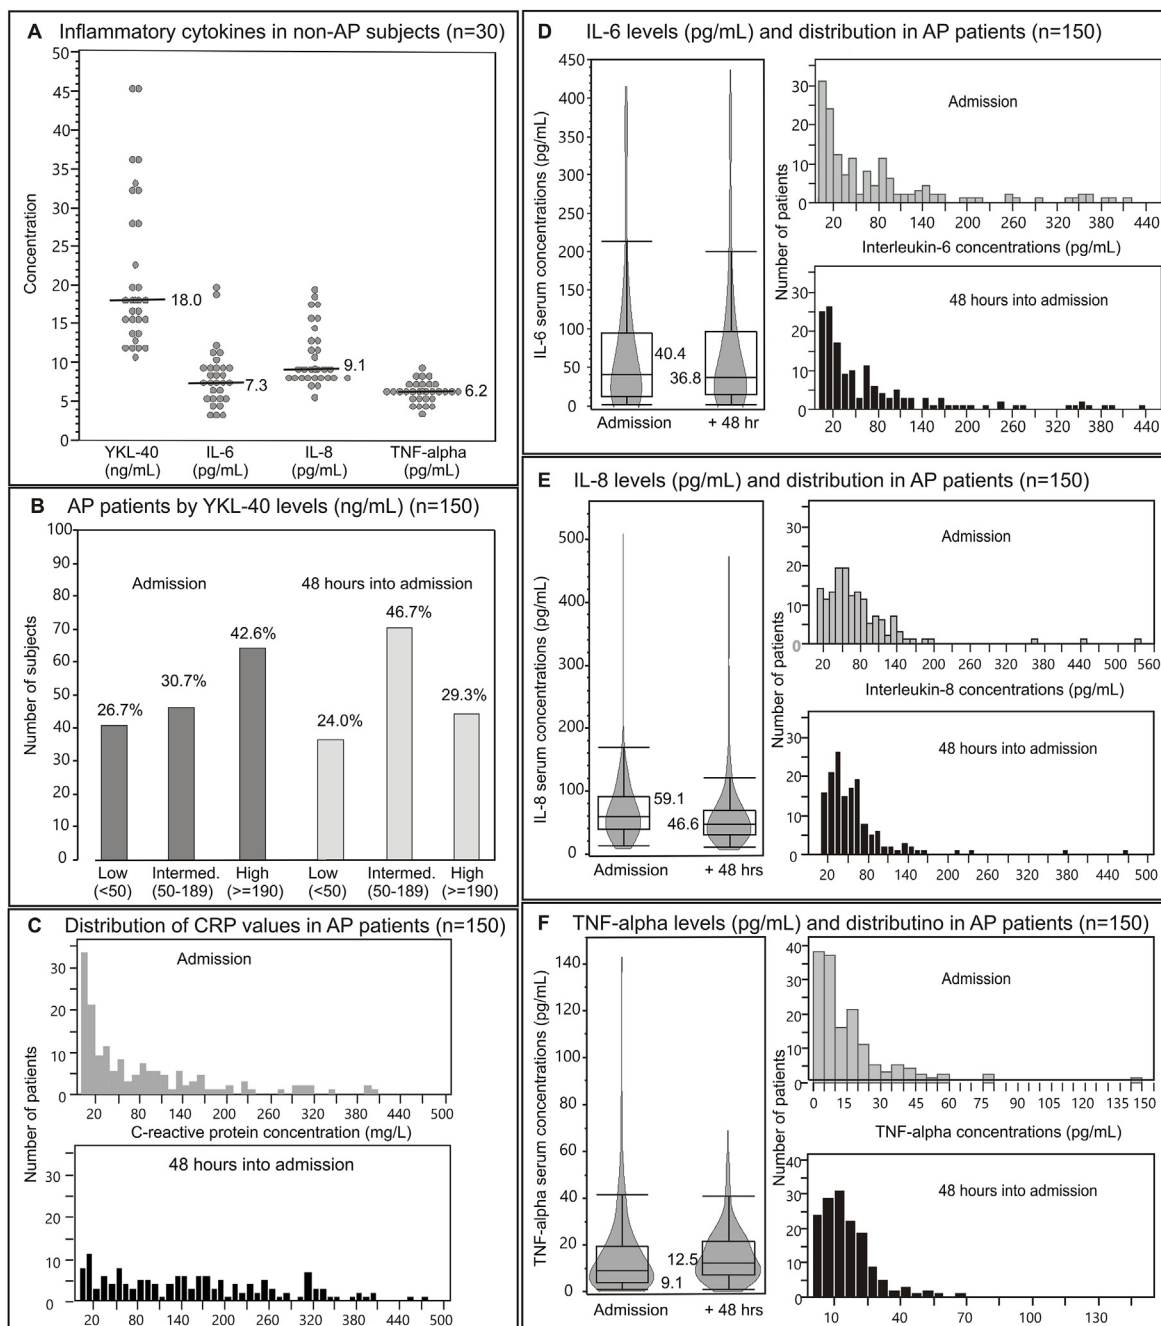 A Inflammatory cytokines in non-AP subjects (n=30)
50
45
40
35
30
25
20
15
10
5
0
Concentration
18.0
7.3
9.1
6.2
YKL-40 IL-6 IL-8 TNF-alpha
(ng/mL) (pg/mL) (pg/mL) (pg/mL)
B AP patients by YKL-40 levels (ng/mL) (n=150)
100
90
80
70
60
50
40
30
20
10
0
Number of subjects
Admission 48 hours into admission
26.7%
30.7%
42.6%
24.0%
46.7%
29.3%
Low Intermed. High Low Intermed. High
(<50) (50-189) (>=190) (<50) (50-189) (>=190)
C Distribution of CRP values in AP patients (n=150)
Admission
30
20
10
0
20 80 140 200 260 320 380 440 500
C-reactive protein concentration (mg/L)
Number of patients
48 hours into admission
30
20
10
0
20 80 140 200 260 320 380 440 500
D IL-6 levels (pg/mL) and distribution in AP patients (n=150)
450
400
350
300
250
200
150
100
50
0
IL-6 serum concentrations (pg/mL)
40.4
36.8
Admission + 48 hr
Admission
30
20
10
0
20 80 140 200 260 320 380 440
Interleukin-6 concentrations (pg/mL)
Number of patients
48 hours into admission
30
20
10
0
20 80 140 200 260 320 380 440
E IL-8 levels (pg/mL) and distribution in AP patients (n=150)
500
400
300
200
100
0
IL-8 serum concentrations (pg/mL)
59.1
46.6
Admission + 48 hrs
Admission
30
20
10
0
20 80 140 200 260 320 380 440 500 560
Interleukin-8 concentrations (pg/mL)
Number of patients
48 hours into admission
30
20
10
0
20 80 140 200 260 320 380 440 500
F TNF-alpha levels (pg/mL) and distributino in AP patients (n=150)
140
120
100
80
60
40
20
0
TNF-alpha serum concentrations (pg/mL)
12.5
9.1
Admission + 48 hrs
Admission
40
30
20
10
0
0 15 30 45 60 75 90 105 120 135 150
TNF-alpha concentrations (pg/mL)
Number of patients
48 hours into admission
40
30
20
10
0
10 40 70 100 130